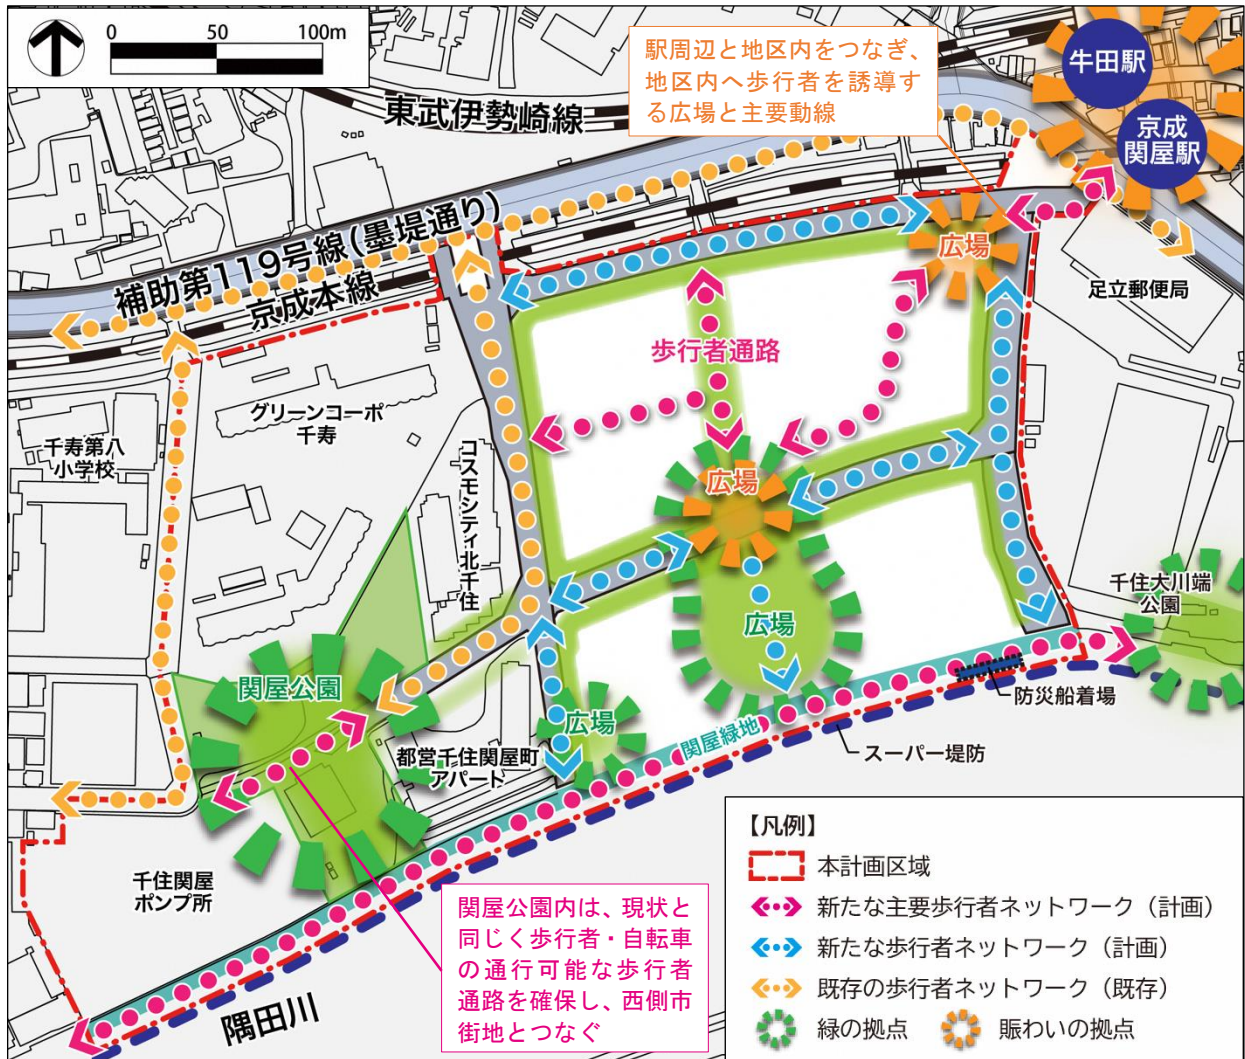 0 50 100m
駅周辺と地区内をつなぎ、
地区内へ歩行者を誘導す
る広場と主要動線
牛田駅
京成
関屋駅
東武伊勢崎線
補助第119号線(墨堤通り)
京成本線
広場
足立郵便局
歩行者通路
グリーンコーポ
千寿
千寿第八
小学校
コスモシティ北千住
広場
千住大川端
公園
広場
関屋公園
広場
防災船着場
関屋緑地
スーパー堤防
都営千住関屋町
アパート
千住関屋
ポンプ所
関屋公園内は、現状と
同じく歩行者・自転車
の通行可能な歩行者
通路を確保し、西側市
街地とつなぐ
隅田川
【凡例】
本計画区域
新たな主要歩行者ネットワーク(計画)
新たな歩行者ネットワーク(計画)
既存の歩行者ネットワーク(既存)
緑の拠点 賑わいの拠点